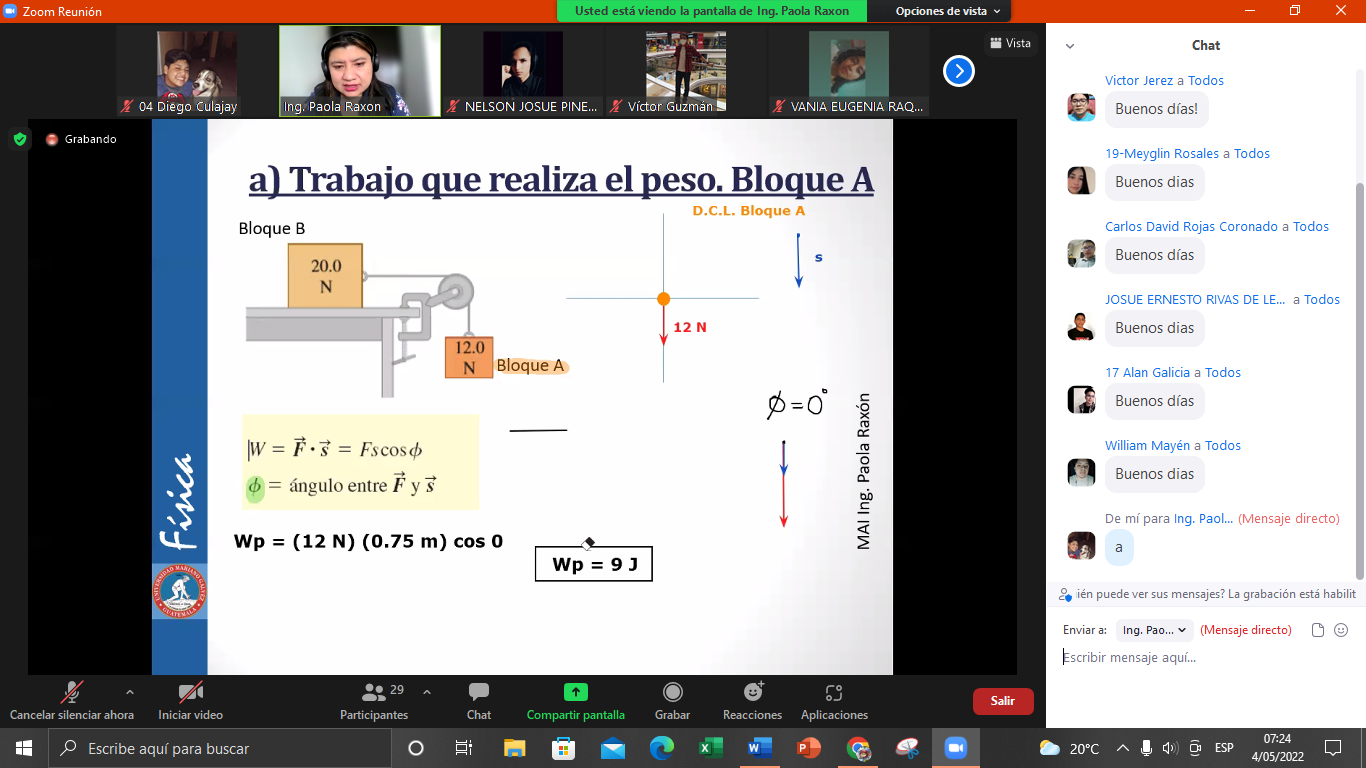 Zoom Reunión
Usted está viendo la pantalla de Ing. Paola Raxon
Opciones de vista
04 Diego Culajay
Ing. Paola Raxon
NELSON JOSUE PINE...
Víctor Guzmán
VANIA EUGENIA RAQ...
Vista
Grabando
a) Trabajo que realiza el peso. Bloque A
D.C.L. Bloque A
Bloque B
20.0
N
12.0
N
Bloque A
s
12 N
ϕ = 0°
W = F⃗ • s⃗ = Fs cos ϕ
ϕ = ángulo entre F⃗ y s⃗
Wp = (12 N) (0.75 m) cos 0
Wp = 9 J
Física
UNIVERSIDAD MARIANO GALVEZ
GUATEMALA
MAI Ing. Paola Raxón
Chat
Victor Jerez a Todos
Buenos días!
19-Meyglin Rosales a Todos
Buenos dias
Carlos David Rojas Coronado a Todos
Buenos días
JOSUE ERNESTO RIVAS DE LE... a Todos
Buenos dias
17 Alan Galicia a Todos
Buenos días
William Mayén a Todos
Buenos dias
De mí para Ing. Paol... (Mensaje directo)
a
ién puede ver sus mensajes? La grabación está habilit
Enviar a: Ing. Pao... (Mensaje directo)
Escribir mensaje aquí...
Cancelar silenciar ahora
Iniciar video
29
Participantes
Chat
Compartir pantalla
Grabar
Reacciones
Aplicaciones
Salir
Escribe aquí para buscar
20°C
ESP
07:24
4/05/2022